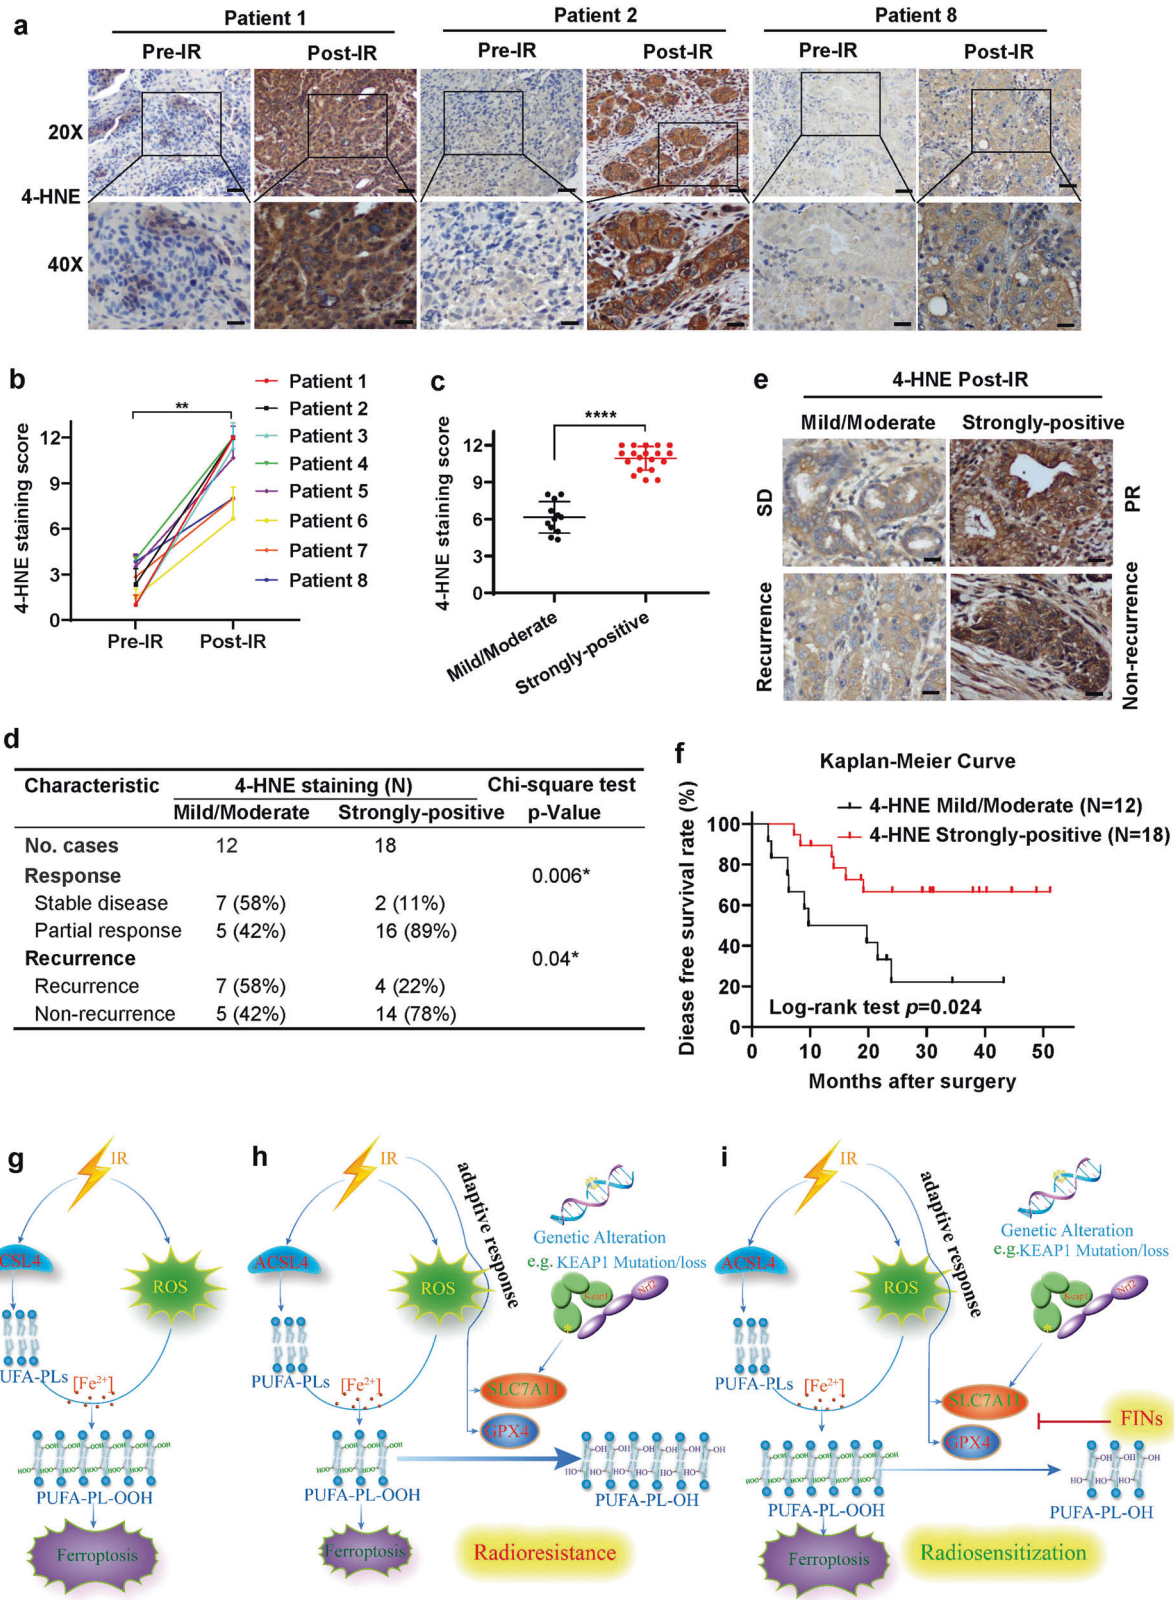 a
Patient 1
Patient 2
Patient 8
Pre-IR
Post-IR
Pre-IR
Post-IR
Pre-IR
Post-IR
20X
4-HNE
40X
b
4-HNE staining score
12
9
6
3
0
**
Pre-IR
Post-IR
Patient 1
Patient 2
Patient 3
Patient 4
Patient 5
Patient 6
Patient 7
Patient 8
c
4-HNE staining score
12
9
6
3
0
****
Mild/Moderate
Strongly-positive
e
4-HNE Post-IR
Mild/Moderate
Strongly-positive
SD
PR
Recurrence
Non-recurrence
d
Characteristic 4-HNE staining (N) Chi-square test
Mild/Moderate Strongly-positive p-Value
No. cases 12 18
Response 0.006*
Stable disease 7 (58%) 2 (11%)
Partial response 5 (42%) 16 (89%)
Recurrence 0.04*
Recurrence 7 (58%) 4 (22%)
Non-recurrence 5 (42%) 14 (78%)
f
Kaplan-Meier Curve
4-HNE Mild/Moderate (N=12)
4-HNE Strongly-positive (N=18)
Diease free survival rate (%)
100
80
60
40
20
0
Log-rank test p=0.024
0 10 20 30 40 50
Months after surgery
g
IR
CSL4
ROS
UFA-PLs
[Fe2+]
PUFA-PL-OOH
Ferroptosis
h
IR
adaptive response
ACSL4
ROS
Genetic Alteration
e.g. KEAP1 Mutation/loss
Keap1
Nrf2
*
PUFA-PLs
[Fe2+]
SLC7A11
GPX4
PUFA-PL-OOH
PUFA-PL-OH
Ferroptosis
Radioresistance
i
IR
adaptive response
ACSL4
ROS
Genetic Alteration
e.g. KEAP1 Mutation/loss
Keap1
Nrf2
*
PUFA-PLs
[Fe2+]
SLC7A11
GPX4
FINs
PUFA-PL-OOH
PUFA-PL-OH
Ferroptosis
Radiosensitization